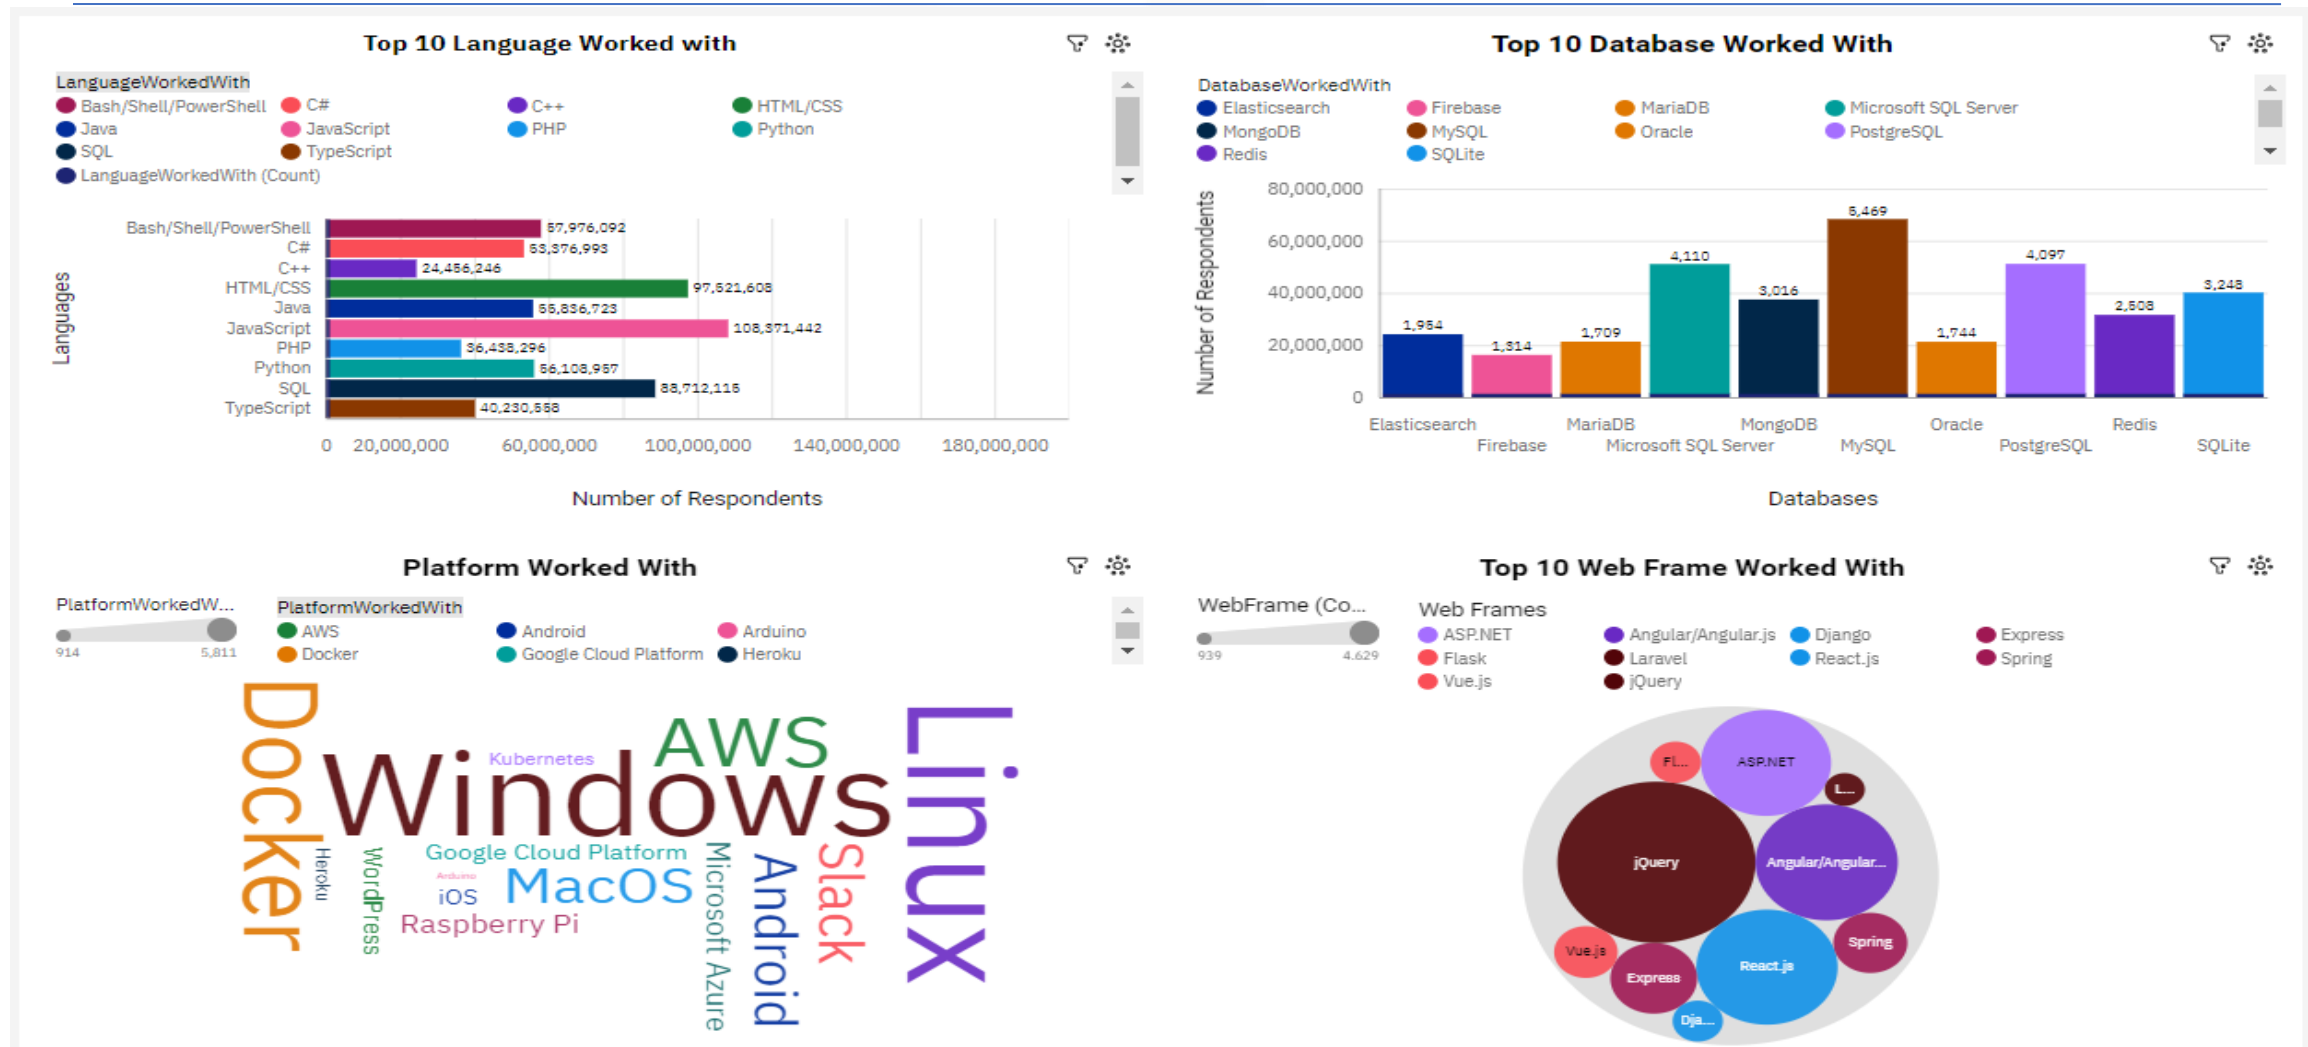 Top 10 Language Worked with
LanguageWorkedWith
Bash/Shell/PowerShell C# C++ HTML/CSS
Java JavaScript PHP Python
SQL TypeScript
LanguageWorkedWith (Count)
Languages
Bash/Shell/PowerShell 57,976,092
C# 53,376,993
C++ 24,456,246
HTML/CSS 97,521,608
Java 55,836,723
JavaScript 108,371,442
PHP 36,438,296
Python 56,108,957
SQL 88,712,115
TypeScript 40,230,558
0 20,000,000 60,000,000 100,000,000 140,000,000 180,000,000
Number of Respondents
Top 10 Database Worked With
DatabaseWorkedWith
Elasticsearch Firebase MariaDB Microsoft SQL Server
MongoDB MySQL Oracle PostgreSQL
Redis SQLite
Number of Respondents
80,000,000
60,000,000
40,000,000
20,000,000
0
1,954 1,314 1,709 4,110 3,016 5,469 1,744 4,097 2,508 3,248
Elasticsearch MariaDB MongoDB Oracle Redis
Firebase Microsoft SQL Server MySQL PostgreSQL SQLite
Databases
Platform Worked With
PlatformWorkedW...
914 5,811
PlatformWorkedWith
AWS Android Arduino
Docker Google Cloud Platform Heroku
Docker
Kubernetes
AWS
Windows
Linux
Heroku
WordPress
Google Cloud Platform
Arduino
iOS
MacOS
Raspberry Pi
Microsoft Azure
Android
Slack
Top 10 Web Frame Worked With
WebFrame (Co...
939 4,629
Web Frames
ASP.NET Angular/Angular.js Django Express
Flask Laravel React.js Spring
Vue.js jQuery
Fl...
ASP.NET
L...
jQuery
Angular/Angular...
Vue.js
Express
React.js
Spring
Dja...